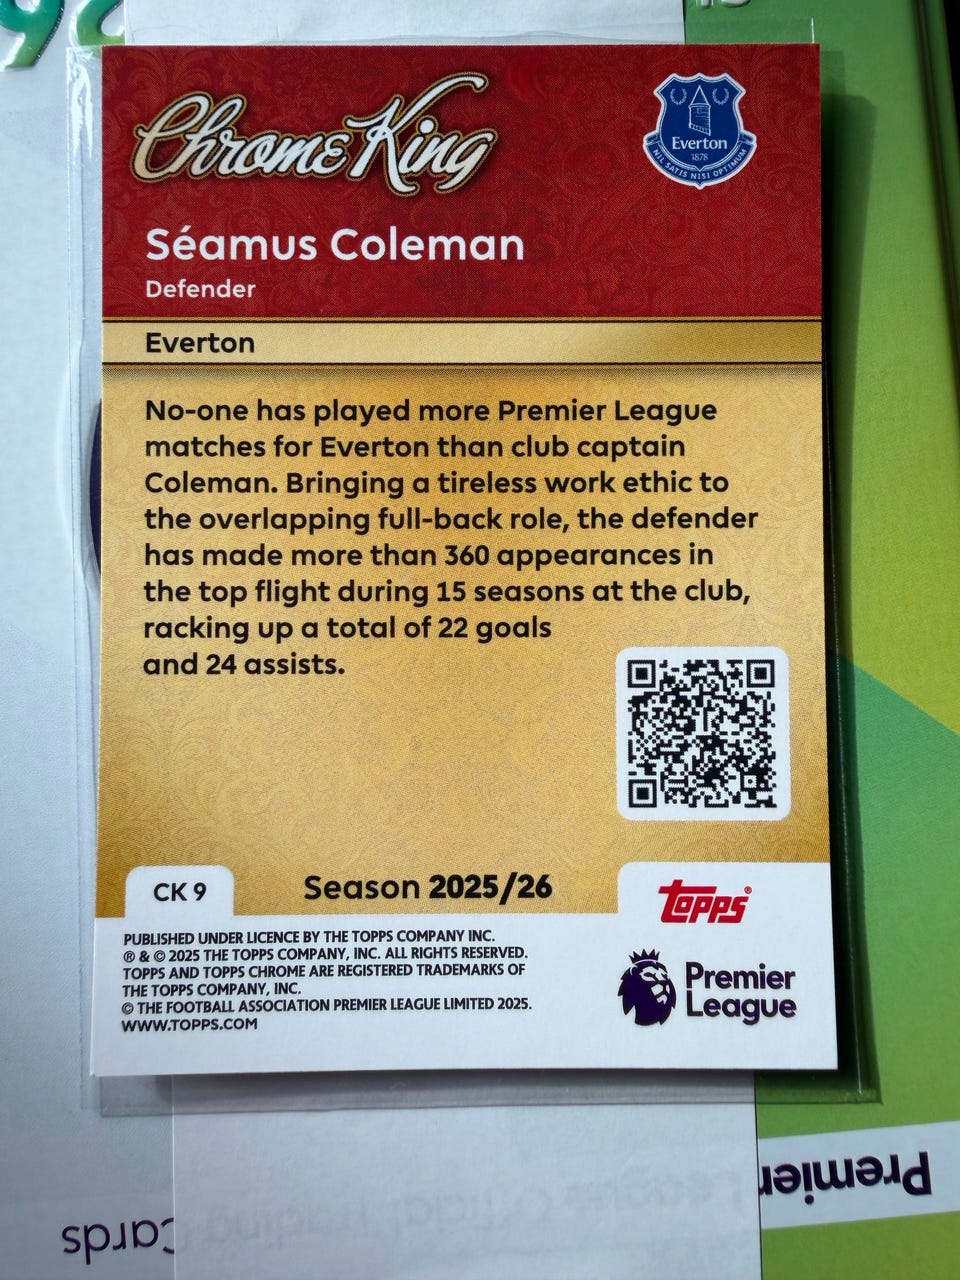 Chrome King
Everton
1878
NIL SATIS NISI OPTIMUM
Séamus Coleman
Defender
Everton
No-one has played more Premier League
matches for Everton than club captain
Coleman. Bringing a tireless work ethic to
the overlapping full-back role, the defender
has made more than 360 appearances in
the top flight during 15 seasons at the club,
racking up a total of 22 goals
and 24 assists.
CK 9
Season 2025/26
topps®
PUBLISHED UNDER LICENCE BY THE TOPPS COMPANY INC.
® & © 2025 THE TOPPS COMPANY, INC. ALL RIGHTS RESERVED.
TOPPS AND TOPPS CHROME ARE REGISTERED TRADEMARKS OF
THE TOPPS COMPANY, INC.
© THE FOOTBALL ASSOCIATION PREMIER LEAGUE LIMITED 2025.
WWW.TOPPS.COM
Premier
League
Premier League Official Trading Cards